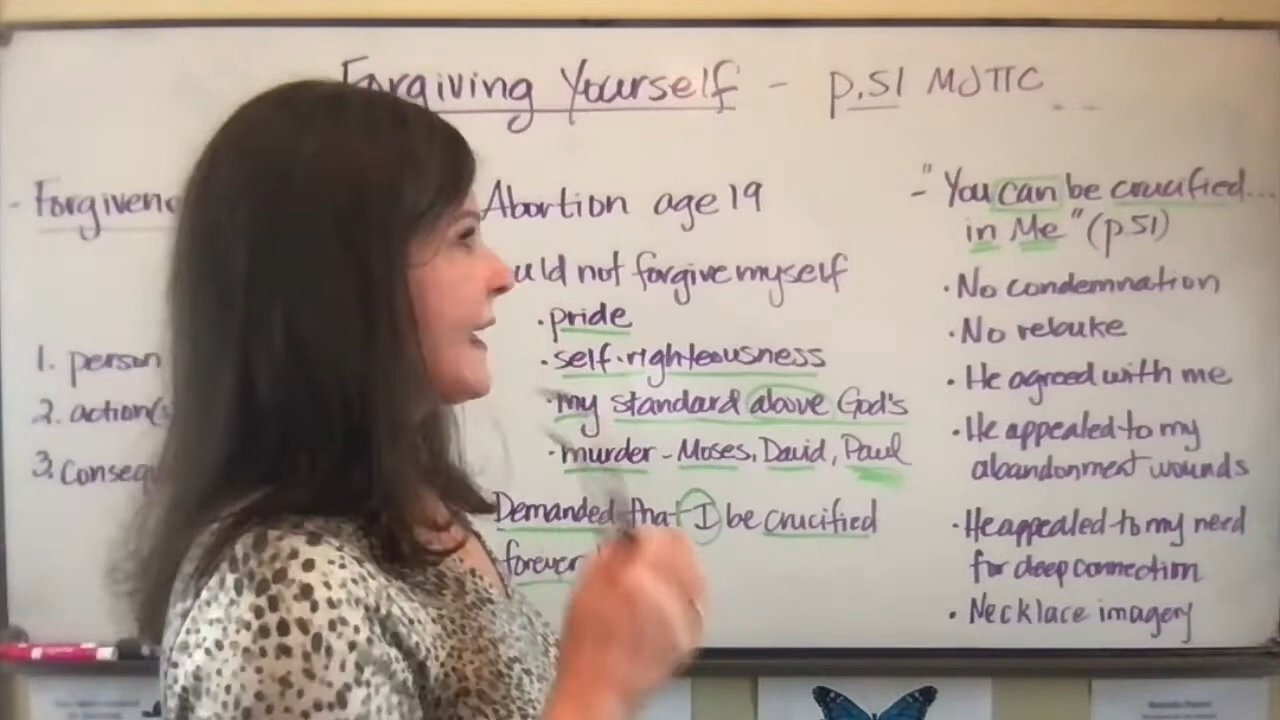 Forgiving Yourself - p.51 MJTTC ...
- Forgiven
1. person
2. action(s
3. Consequ
Abortion age 19
uld not forgive myself
• pride
• self-righteousness
• my standard above God's
• murder - Moses, David, Paul
Demanded that I be crucified
forever
- "You can be crucified...
in Me" (p51)
• No condemnation
• No rebuke
• He agreed with me
• He appealed to my
abandonment wounds
• He appealed to my need
for deep connection
• Necklace imagery